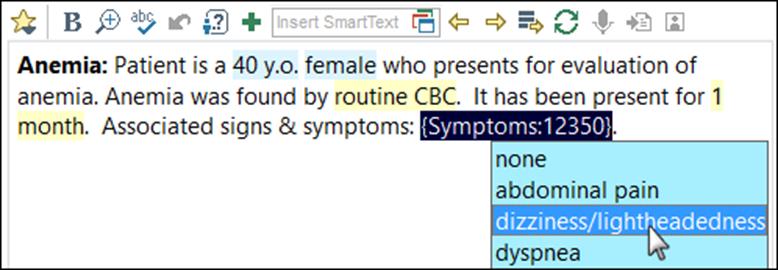 B abc Insert SmartText
Anemia: Patient is a 40 y.o. female who presents for evaluation of
anemia. Anemia was found by routine CBC.  It has been present for 1
month.  Associated signs & symptoms: {Symptoms:12350}.
none
abdominal pain
dizziness/lightheadedness
dyspnea